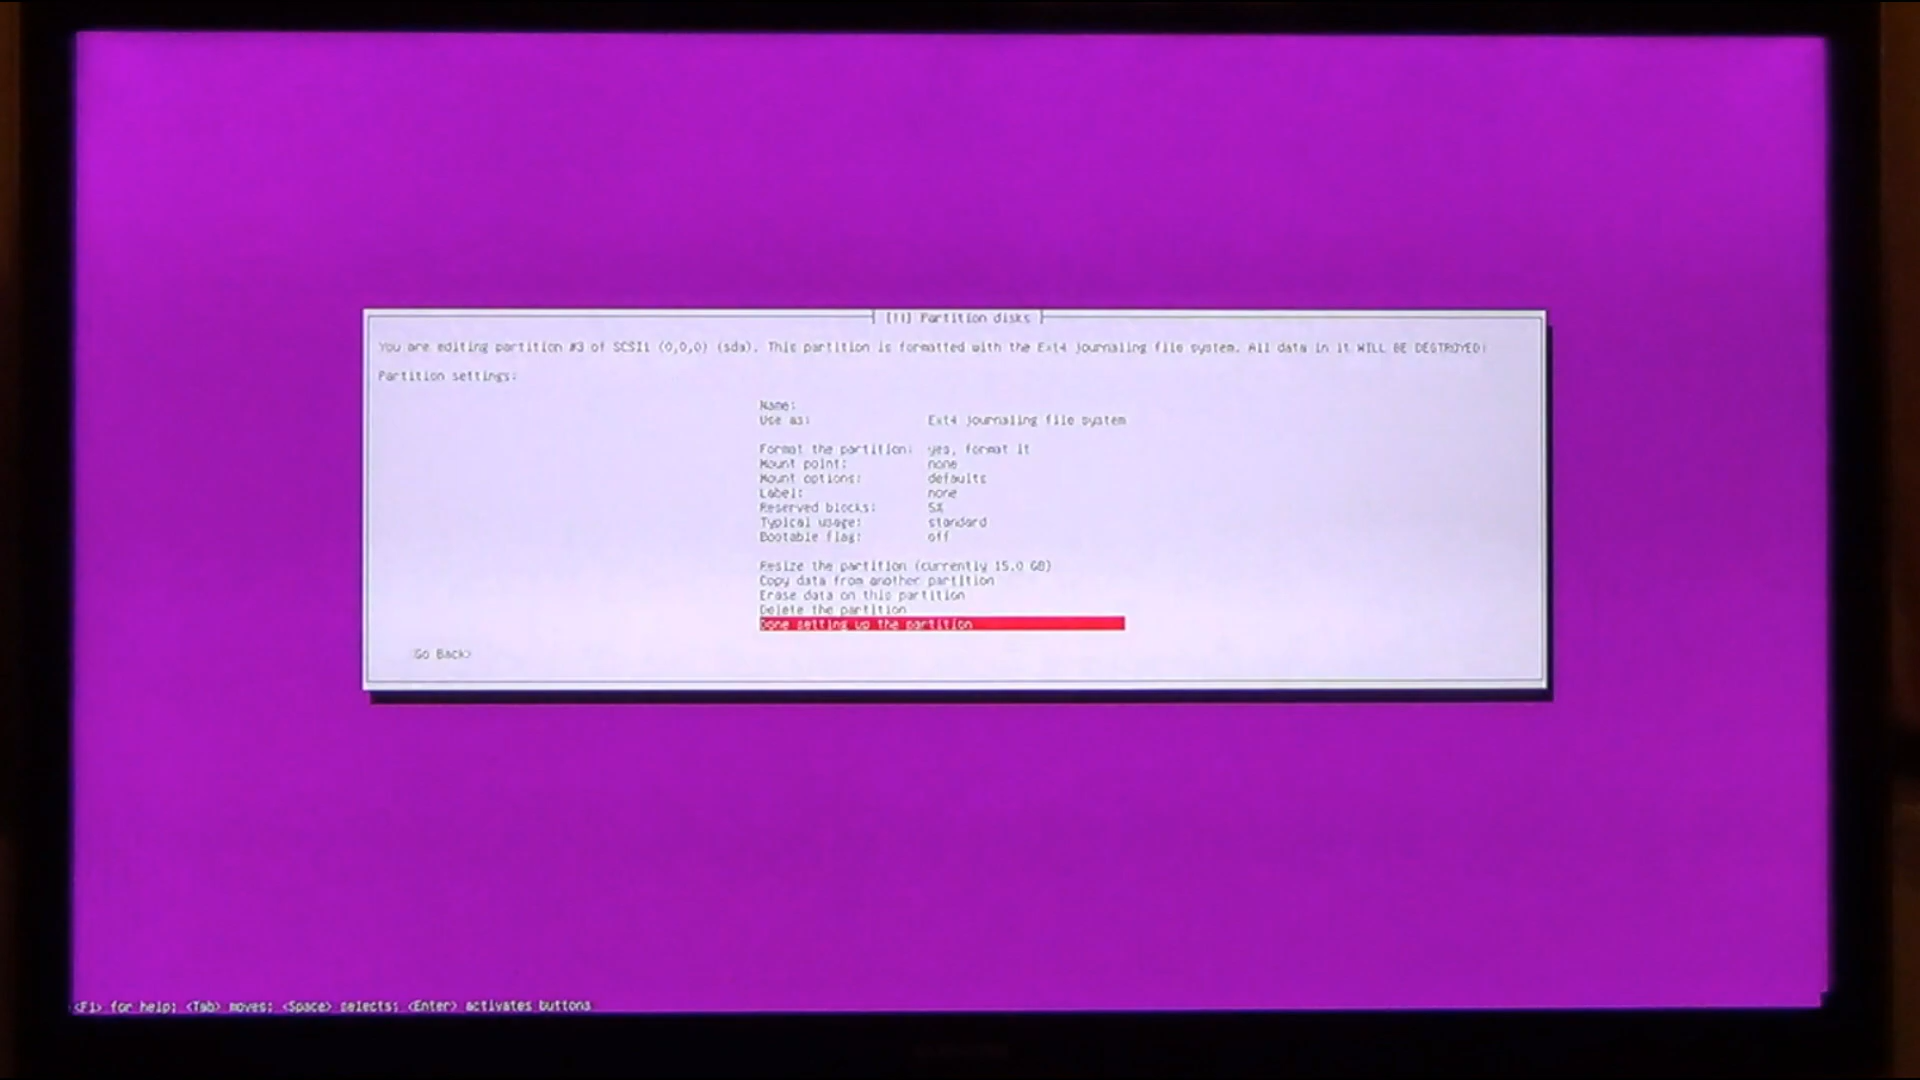 [!!] Partition disks
You are editing partition #3 of SCSI1 (0,0,0) (sda). This partition is formatted with the Ext4 journaling file system. All data in it WILL BE DESTROYED!
Partition settings:
Name:
Use as: Ext4 journaling file system
Format the partition: yes, format it
Mount point: none
Mount options: defaults
Label: none
Reserved blocks: 5%
Typical usage: standard
Bootable flag: off
Resize the partition (currently 15.0 GB)
Copy data from another partition
Erase data on this partition
Delete the partition
Done setting up the partition
<Go Back>
<F1> for help; <Tab> moves; <Space> selects; <Enter> activates buttons